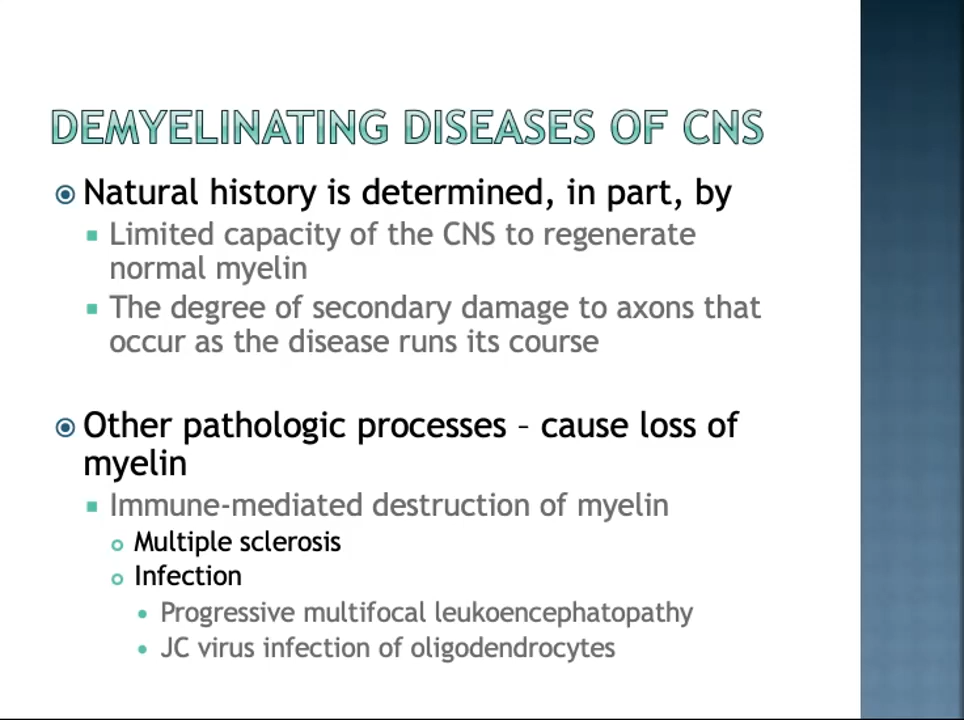 DEMYELINATING DISEASES OF CNS
Natural history is determined, in part, by
Limited capacity of the CNS to regenerate
normal myelin
The degree of secondary damage to axons that
occur as the disease runs its course
Other pathologic processes – cause loss of
myelin
Immune-mediated destruction of myelin
Multiple sclerosis
Infection
Progressive multifocal leukoencephatopathy
JC virus infection of oligodendrocytes